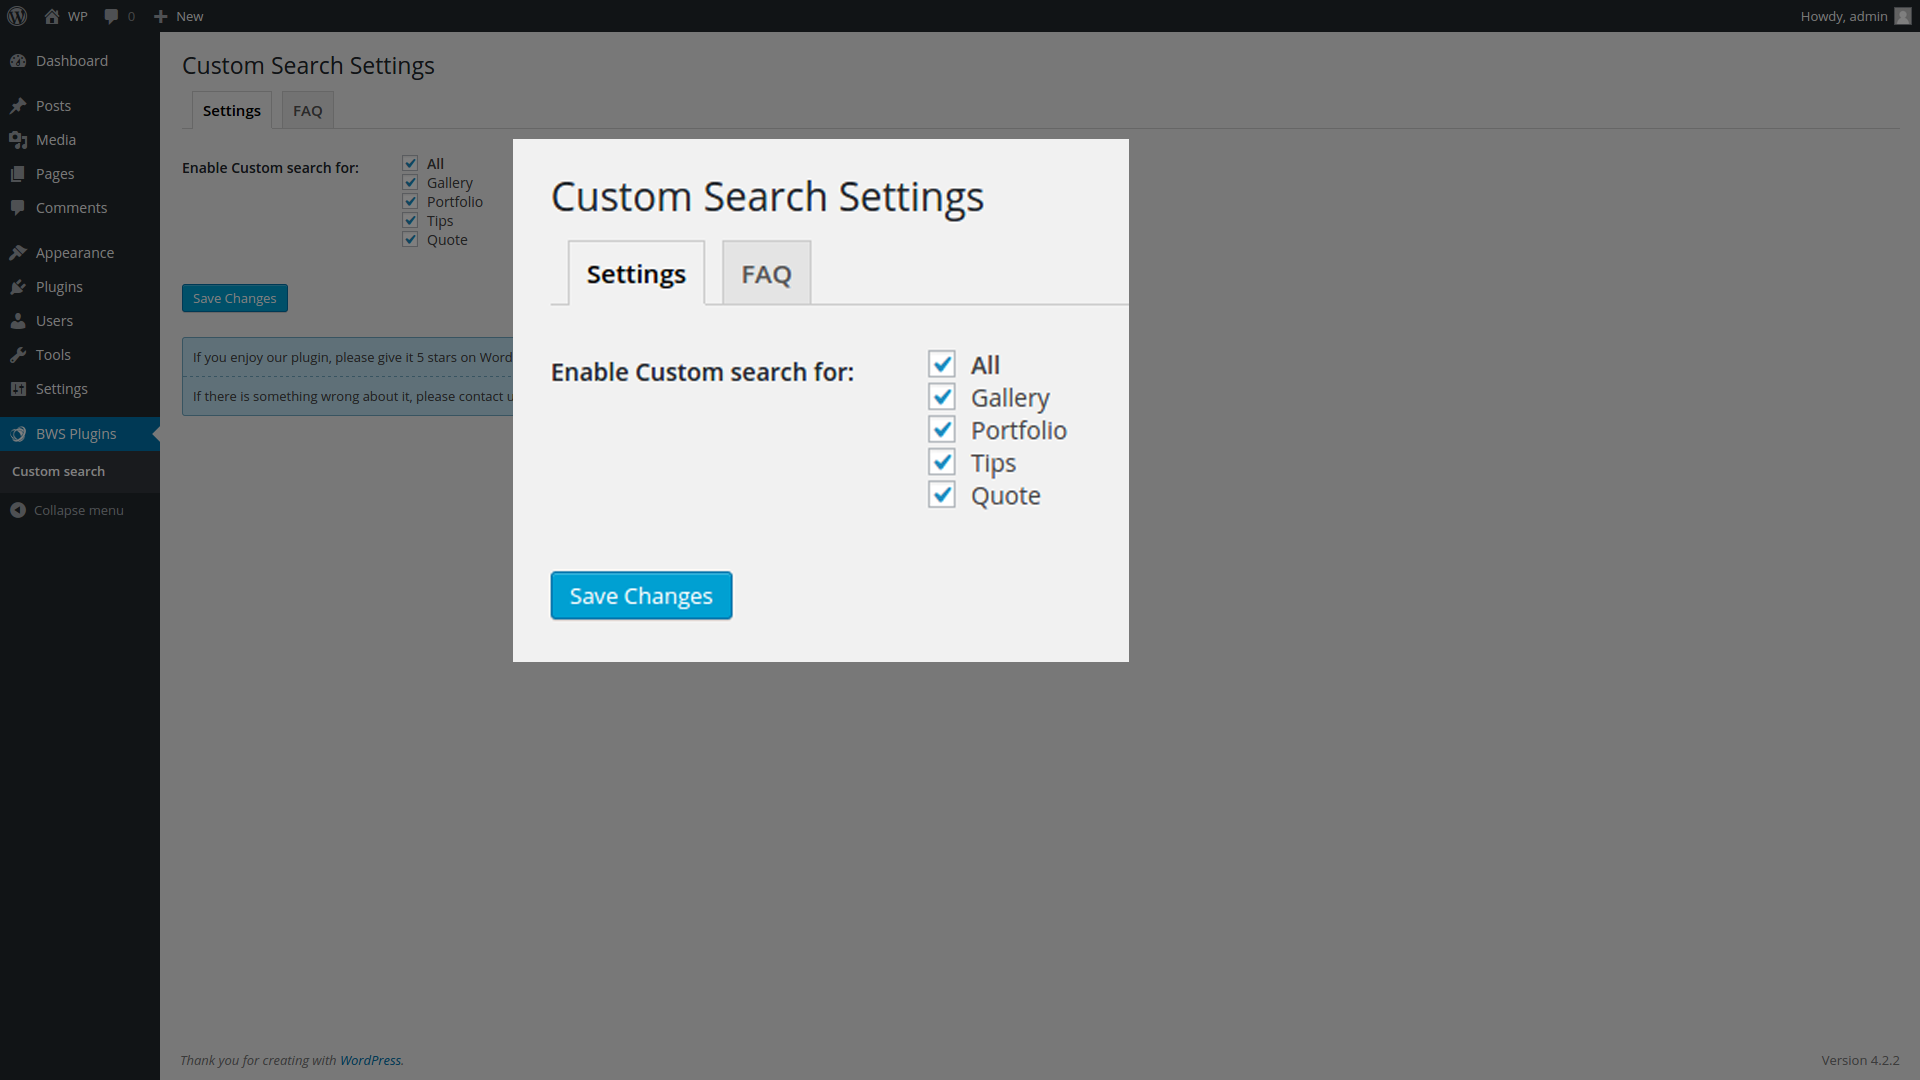 WP 0 New Howdy, admin
Dashboard
Posts
Media
Pages
Comments
Appearance
Plugins
Users
Tools
Settings
BWS Plugins
Custom search
Collapse menu
Custom Search Settings
Settings FAQ
Enable Custom search for:
All
Gallery
Portfolio
Tips
Quote
Save Changes
If you enjoy our plugin, please give it 5 stars on Word
If there is something wrong about it, please contact u
Custom Search Settings
Settings FAQ
Enable Custom search for:
All
Gallery
Portfolio
Tips
Quote
Save Changes
Thank you for creating with WordPress.
Version 4.2.2